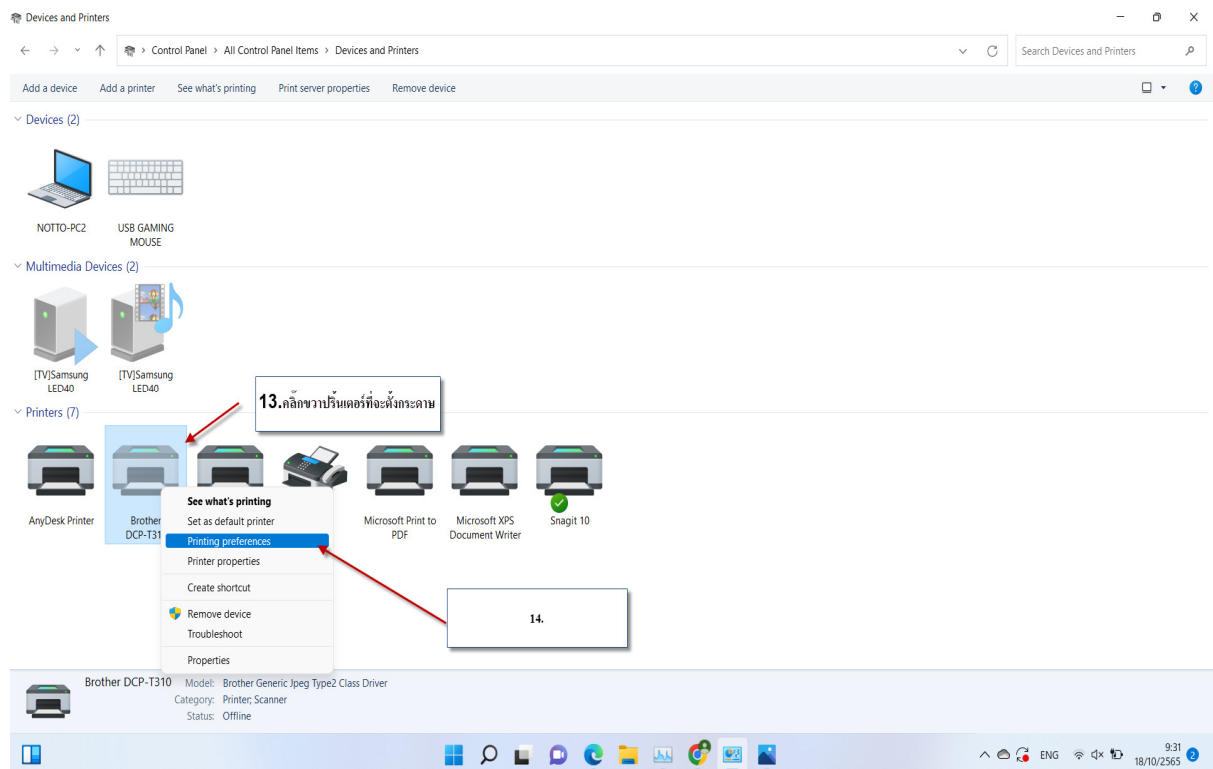 Devices and Printers
Control Panel > All Control Panel Items > Devices and Printers
Search Devices and Printers
Add a device Add a printer See what's printing Print server properties Remove device
Devices (2)
NOTTO-PC2
USB GAMING
MOUSE
Multimedia Devices (2)
[TV]Samsung
LED40
[TV]Samsung
LED40
13.คลิ๊กขวาปริ้นเตอร์ที่จะตั้งกระดาษ
Printers (7)
AnyDesk Printer
Brother
DCP-T31
Microsoft Print to
PDF
Microsoft XPS
Document Writer
Snagit 10
See what's printing
Set as default printer
Printing preferences
Printer properties
Create shortcut
Remove device
Troubleshoot
Properties
14.
Brother DCP-T310 Model: Brother Generic Jpeg Type2 Class Driver
Category: Printer; Scanner
Status: Offline
ENG
9:31
18/10/2565
2